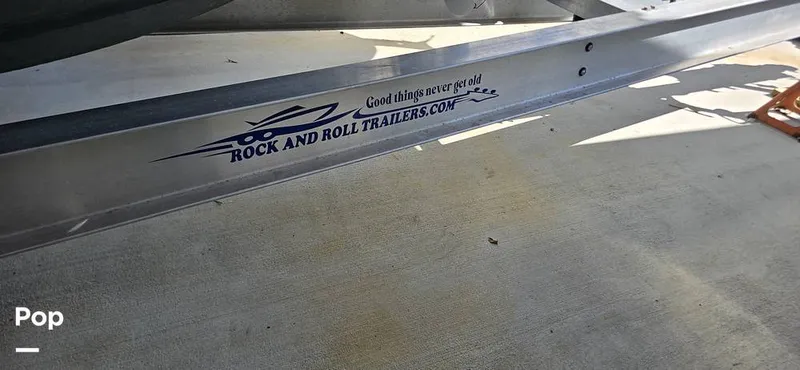 Good things never get old
ROCK AND ROLL TRAILERS.COM
Pop